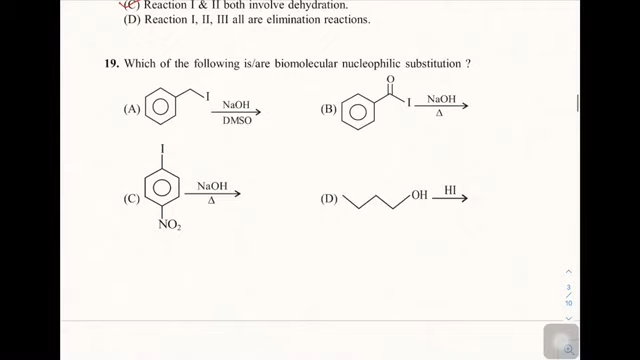 (C) Reaction I & II both involve dehydration.
(D) Reaction I, II, III all are elimination reactions.
19. Which of the following is/are biomolecular nucleophilic substitution ?
(A) I NaOH DMSO
(B) O I NaOH Δ
(C) I NO2 NaOH Δ
(D) OH HI
3
/
10